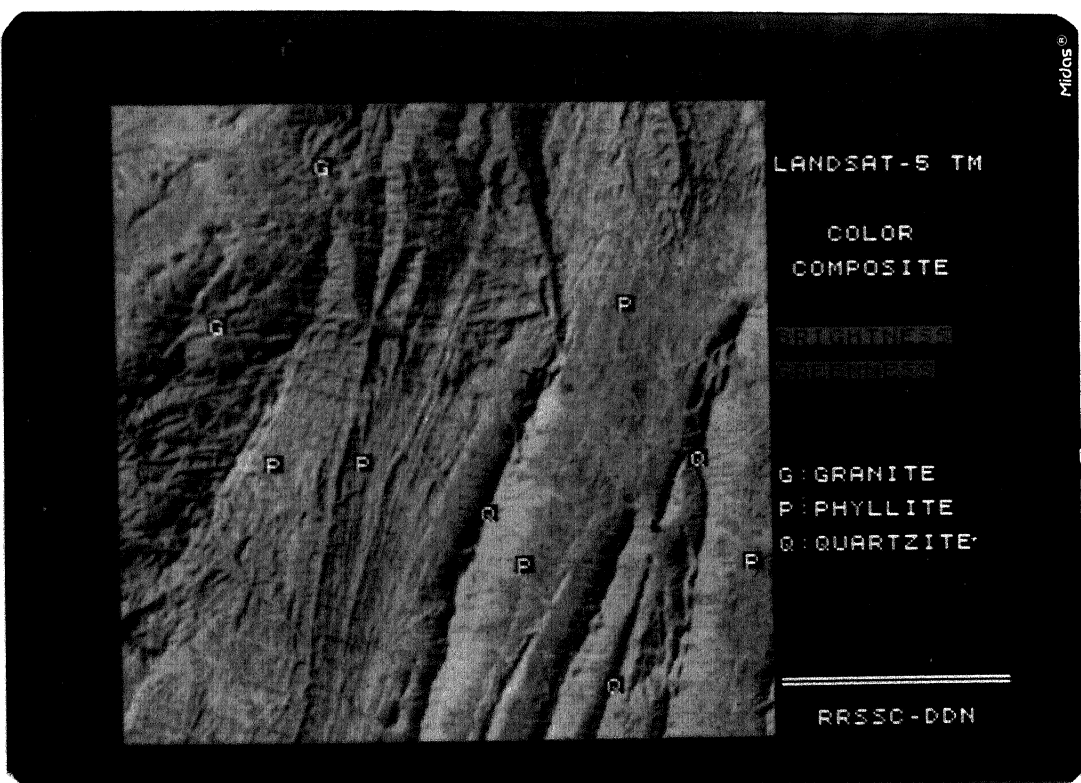 Midas®
LANDSAT-5 TM
COLOR
COMPOSITE
G
G
P
P
P
Q
Q
P
P
Q
G:GRANITE
P:PHYLLITE
Q:QUARTZITE
RRSSC-DDN